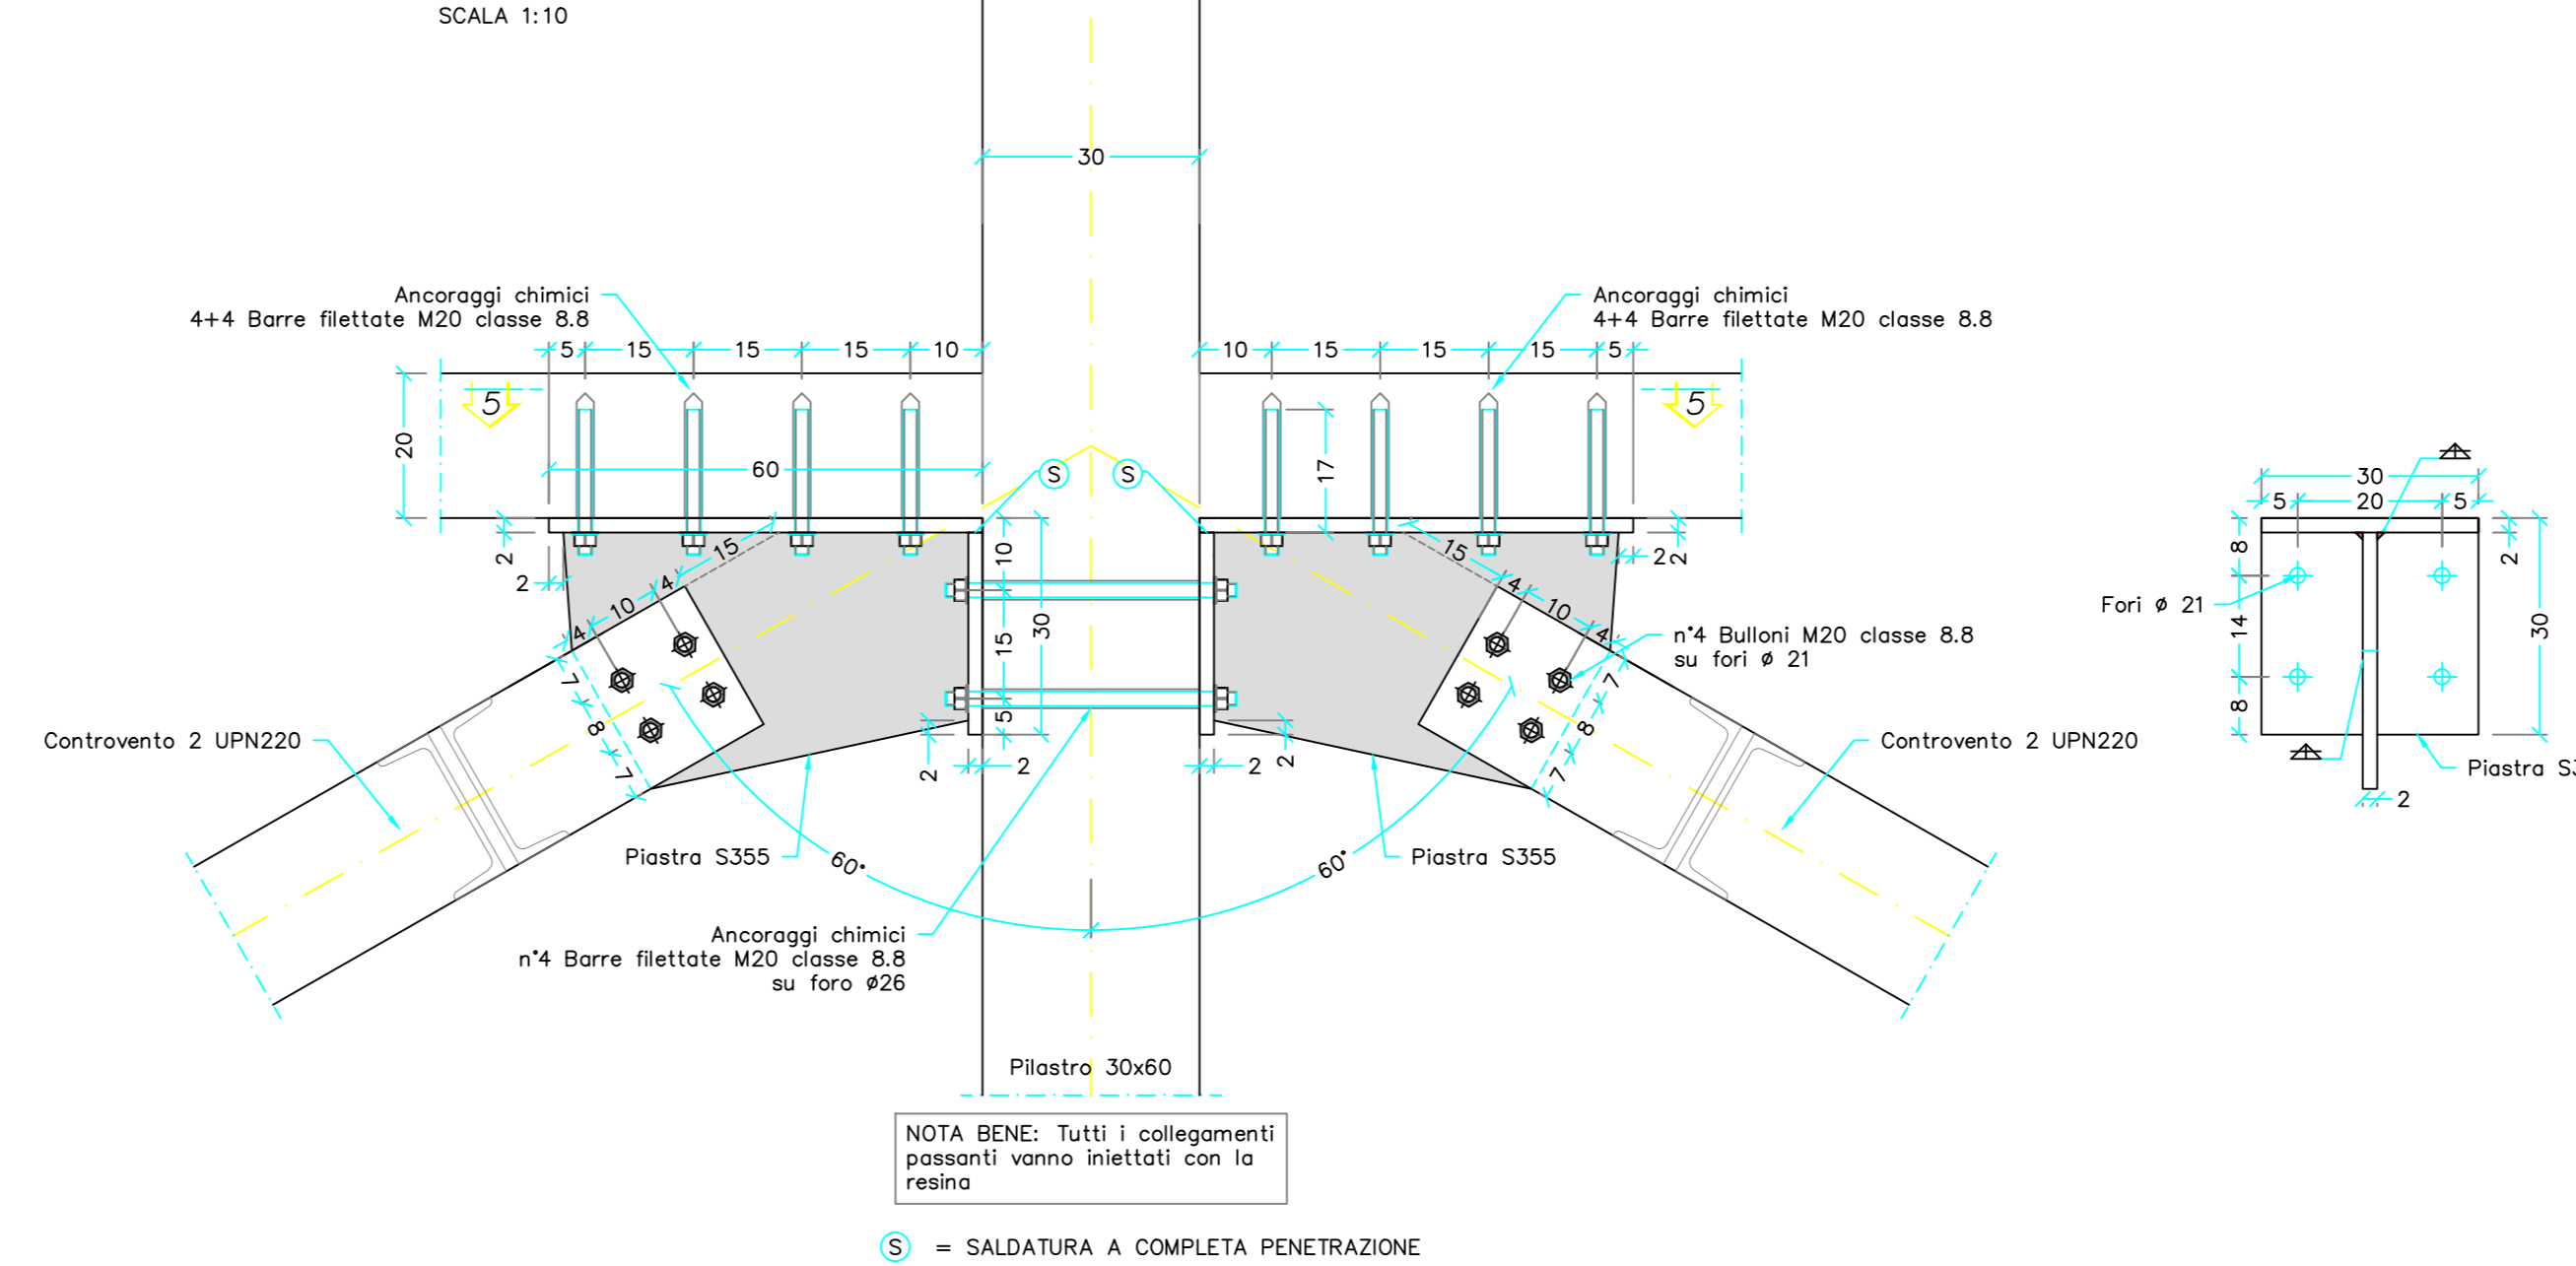 SCALA 1:10
30
Ancoraggi chimici
4+4 Barre filettate M20 classe 8.8
Ancoraggi chimici
4+4 Barre filettate M20 classe 8.8
5 15 15 15 10
10 15 15 15 5
5
5
20
60
17
S
S
2
2
15
4
10
4
7
8
7
10
15
5
30
2
2
2
2
15
4
10
4
7
8
7
2
2
n°4 Bulloni M20 classe 8.8
su fori ø 21
Controvento 2 UPN220
Controvento 2 UPN220
Piastra S355
Piastra S355
60°
60°
Ancoraggi chimici
n°4 Barre filettate M20 classe 8.8
su foro ø26
30
5 20 5
8
14
8
2
30
Fori ø 21
Piastra S3
2
Pilastro 30x60
NOTA BENE: Tutti i collegamenti
passanti vanno iniettati con la
resina
S = SALDATURA A COMPLETA PENETRAZIONE